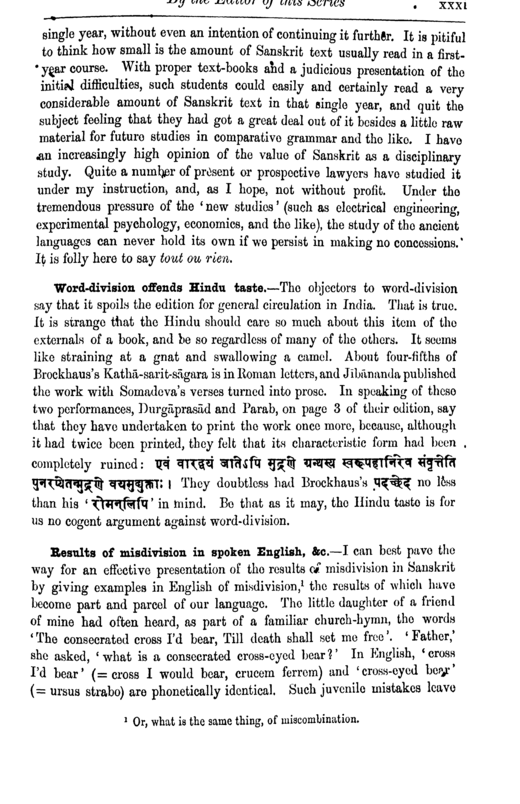 By the Editor of this Series xxxi
single year, without even an intention of continuing it further. It is pitiful
to think how small is the amount of Sanskrit text usually read in a first-
year course. With proper text-books and a judicious presentation of the
initial difficulties, such students could easily and certainly read a very
considerable amount of Sanskrit text in that single year, and quit the
subject feeling that they had got a great deal out of it besides a little raw
material for future studies in comparative grammar and the like. I have
an increasingly high opinion of the value of Sanskrit as a disciplinary
study. Quite a number of present or prospective lawyers have studied it
under my instruction, and, as I hope, not without profit. Under the
tremendous pressure of the ‘new studies’ (such as electrical engineering,
experimental psychology, economics, and the like), the study of the ancient
languages can never hold its own if we persist in making no concessions.
It is folly here to say tout ou rien.
Word-division offends Hindu taste.—The objectors to word-division
say that it spoils the edition for general circulation in India. That is true.
It is strange that the Hindu should care so much about this item of the
externals of a book, and be so regardless of many of the others. It seems
like straining at a gnat and swallowing a camel. About four-fifths of
Brockhaus's Kathā-sarit-sāgara is in Roman letters, and Jībānanda published
the work with Somadeva's verses turned into prose. In speaking of these
two performances, Durgāprasād and Parab, on page 3 of their edition, say
that they have undertaken to print the work once more, because, although
it had twice been printed, they felt that its characteristic form had been
completely ruined: एवं वारद्वयं जातेऽपि मुद्रणे ग्रन्थस्य स्वरूपहानिरेव संवृत्तेति
पुनरप्येतन्मुद्रणे वयमुद्युक्ताः। They doubtless had Brockhaus's पदच्छेद no less
than his ‘रोमन्लिपि’ in mind. Be that as it may, the Hindu taste is for
us no cogent argument against word-division.
Results of misdivision in spoken English, &c.—I can best pave the
way for an effective presentation of the results of misdivision in Sanskrit
by giving examples in English of misdivision,¹ the results of which have
become part and parcel of our language. The little daughter of a friend
of mine had often heard, as part of a familiar church-hymn, the words
‘The consecrated cross I'd bear, Till death shall set me free’. ‘Father,’
she asked, ‘what is a consecrated cross-eyed bear?’ In English, ‘cross
I'd bear’ (= cross I would bear, crucem ferrem) and ‘cross-eyed bear’
(= ursus strabo) are phonetically identical. Such juvenile mistakes leave
¹ Or, what is the same thing, of miscombination.